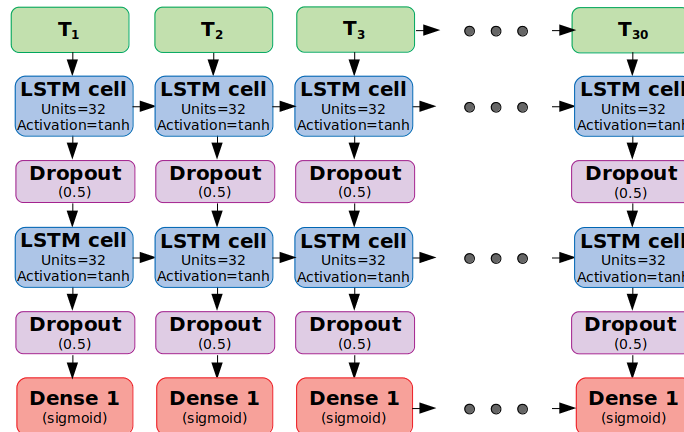 T1 T2 T3 T30
LSTM cell LSTM cell LSTM cell LSTM cell
Units=32 Units=32 Units=32 Units=32
Activation=tanh Activation=tanh Activation=tanh Activation=tanh
Dropout Dropout Dropout Dropout
(0.5) (0.5) (0.5) (0.5)
LSTM cell LSTM cell LSTM cell LSTM cell
Units=32 Units=32 Units=32 Units=32
Activation=tanh Activation=tanh Activation=tanh Activation=tanh
Dropout Dropout Dropout Dropout
(0.5) (0.5) (0.5) (0.5)
Dense 1 Dense 1 Dense 1 Dense 1
(sigmoid) (sigmoid) (sigmoid) (sigmoid)